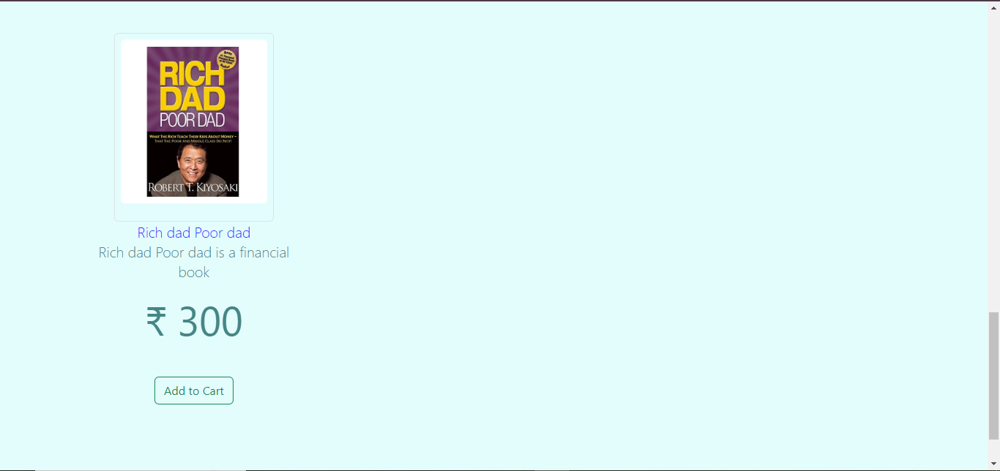 RICH
DAD
POOR DAD
WHAT THE RICH TEACH THEIR KIDS ABOUT MONEY –
THAT THE POOR AND MIDDLE CLASS DO NOT!
ROBERT T. KIYOSAKI
Rich dad Poor dad
Rich dad Poor dad is a financial
book
₹ 300
Add to Cart